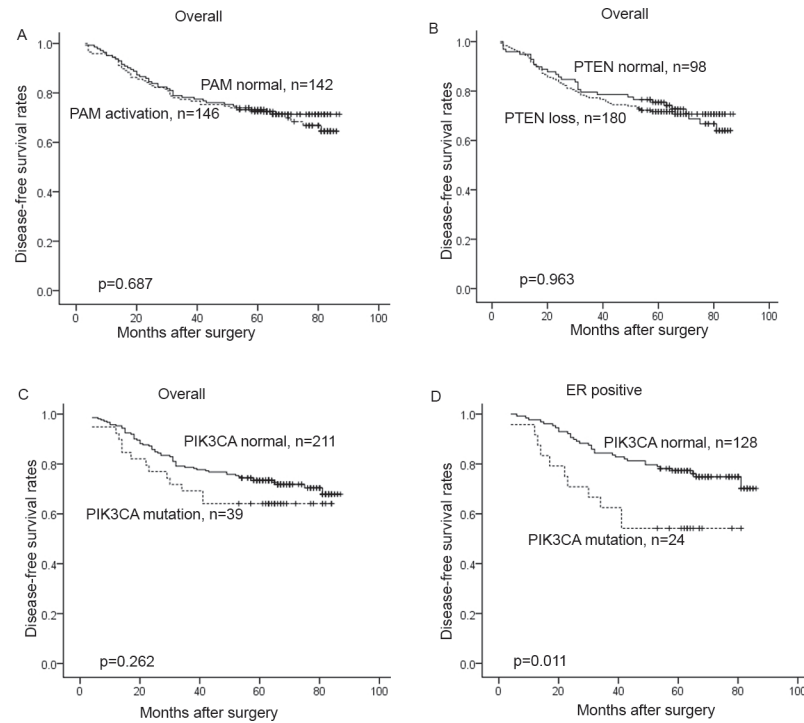 A
Overall
Disease-free survival rates
1.0
0.8
0.6
0.4
0.2
0.0
PAM normal, n=142
PAM activation, n=146
p=0.687
0 20 40 60 80 100
Months after surgery
B
Overall
Disease-free survival rates
1.0
0.8
0.6
0.4
0.2
0.0
PTEN normal, n=98
PTEN loss, n=180
p=0.963
0 20 40 60 80 100
Months after surgery
C
Overall
Disease-free survival rates
1.0
0.8
0.6
0.4
0.2
0.0
PIK3CA normal, n=211
PIK3CA mutation, n=39
p=0.262
0 20 40 60 80 100
Months after surgery
D
ER positive
Disease-free survival rates
1.0
0.8
0.6
0.4
0.2
0.0
PIK3CA normal, n=128
PIK3CA mutation, n=24
p=0.011
0 20 40 60 80 100
Months after surgery